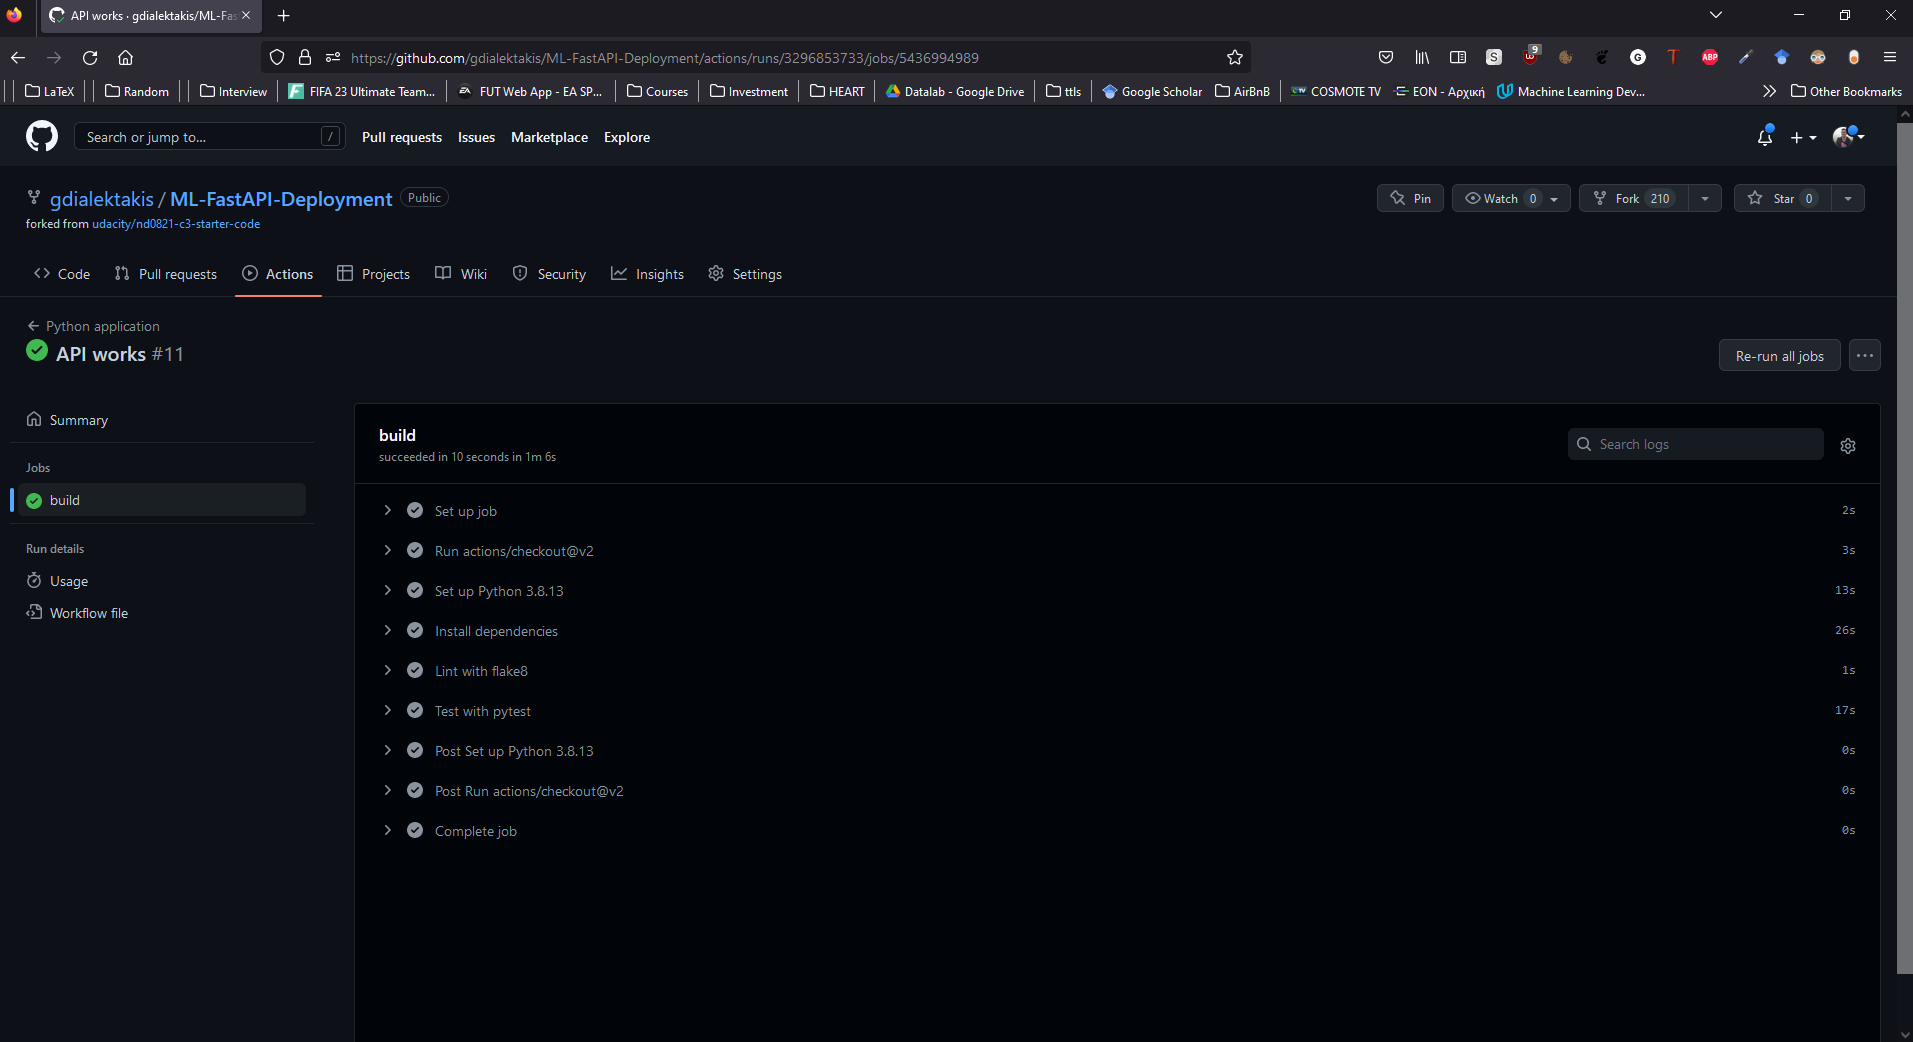 API works · gdialektakis/ML-Fas
https://github.com/gdialektakis/ML-FastAPI-Deployment/actions/runs/3296853733/jobs/5436994989
S 9 G T ABP
LaTeX Random Interview FIFA 23 Ultimate Team... EA FUT Web App - EA SP... Courses Investment HEART Datalab - Google Drive ttls Google Scholar AirBnB TV COSMOTE TV EON - Αρχική Machine Learning Dev... Other Bookmarks
Search or jump to... / Pull requests Issues Marketplace Explore
gdialektakis / ML-FastAPI-Deployment Public Pin Watch 0 Fork 210 Star 0
forked from udacity/nd0821-c3-starter-code
Code Pull requests Actions Projects Wiki Security Insights Settings
Python application
API works #11
Re-run all jobs ...
Summary
Jobs
build
Run details
Usage
Workflow file
build
succeeded in 10 seconds in 1m 6s
Search logs
Set up job 2s
Run actions/checkout@v2 3s
Set up Python 3.8.13 13s
Install dependencies 26s
Lint with flake8 1s
Test with pytest 17s
Post Set up Python 3.8.13 0s
Post Run actions/checkout@v2 0s
Complete job 0s